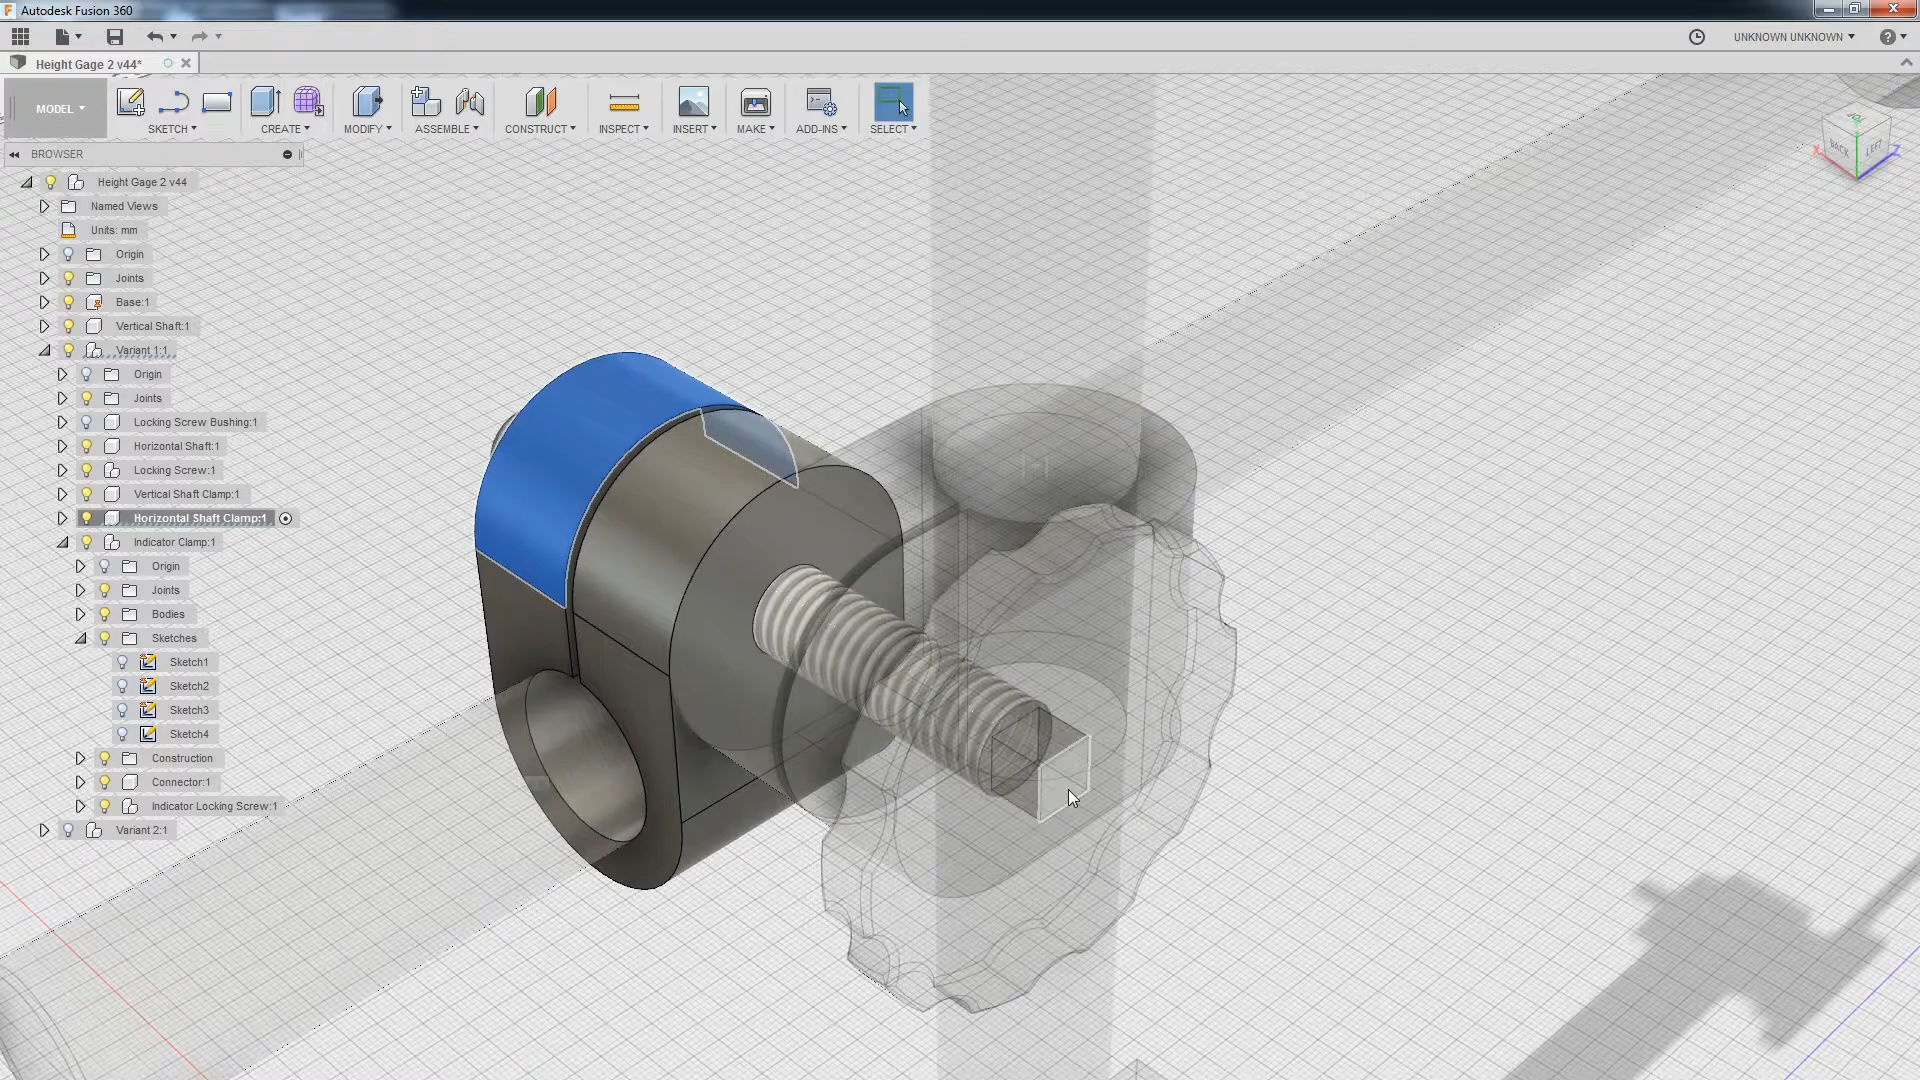 Autodesk Fusion 360
UNKNOWN UNKNOWN
Height Gage 2 v44*
MODEL
SKETCH
CREATE
MODIFY
ASSEMBLE
CONSTRUCT
INSPECT
INSERT
MAKE
ADD-INS
SELECT
BROWSER
Height Gage 2 v44
Named Views
Units: mm
Origin
Joints
Base:1
Vertical Shaft:1
Variant 1:1
Origin
Joints
Locking Screw Bushing:1
Horizontal Shaft:1
Locking Screw:1
Vertical Shaft Clamp:1
Horizontal Shaft Clamp:1
Indicator Clamp:1
Origin
Joints
Bodies
Sketches
Sketch1
Sketch2
Sketch3
Sketch4
Construction
Connector:1
Indicator Locking Screw:1
Variant 2:1
TOP
BACK
LEFT
X
Z